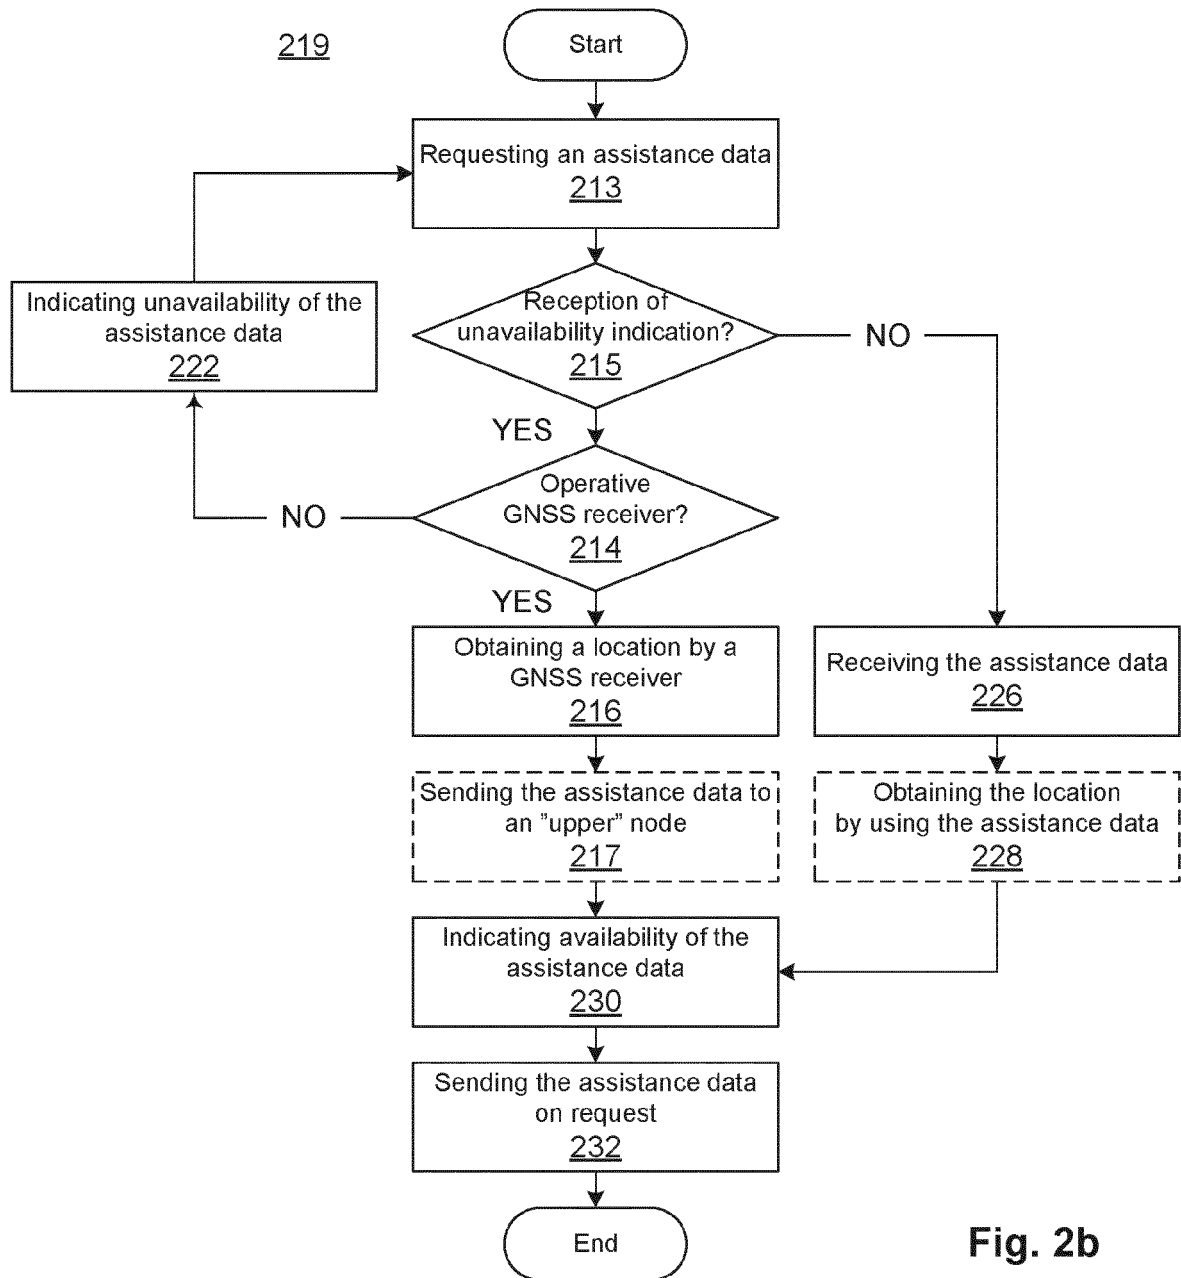 219
Start
Requesting an assistance data
213
Indicating unavailability of the
assistance data
222
Reception of
unavailability indication?
215
NO
YES
Operative
GNSS receiver?
214
NO
YES
Obtaining a location by a
GNSS receiver
216
Receiving the assistance data
226
Sending the assistance data to
an ”upper” node
217
Obtaining the location
by using the assistance data
228
Indicating availability of the
assistance data
230
Sending the assistance data
on request
232
End
Fig. 2b